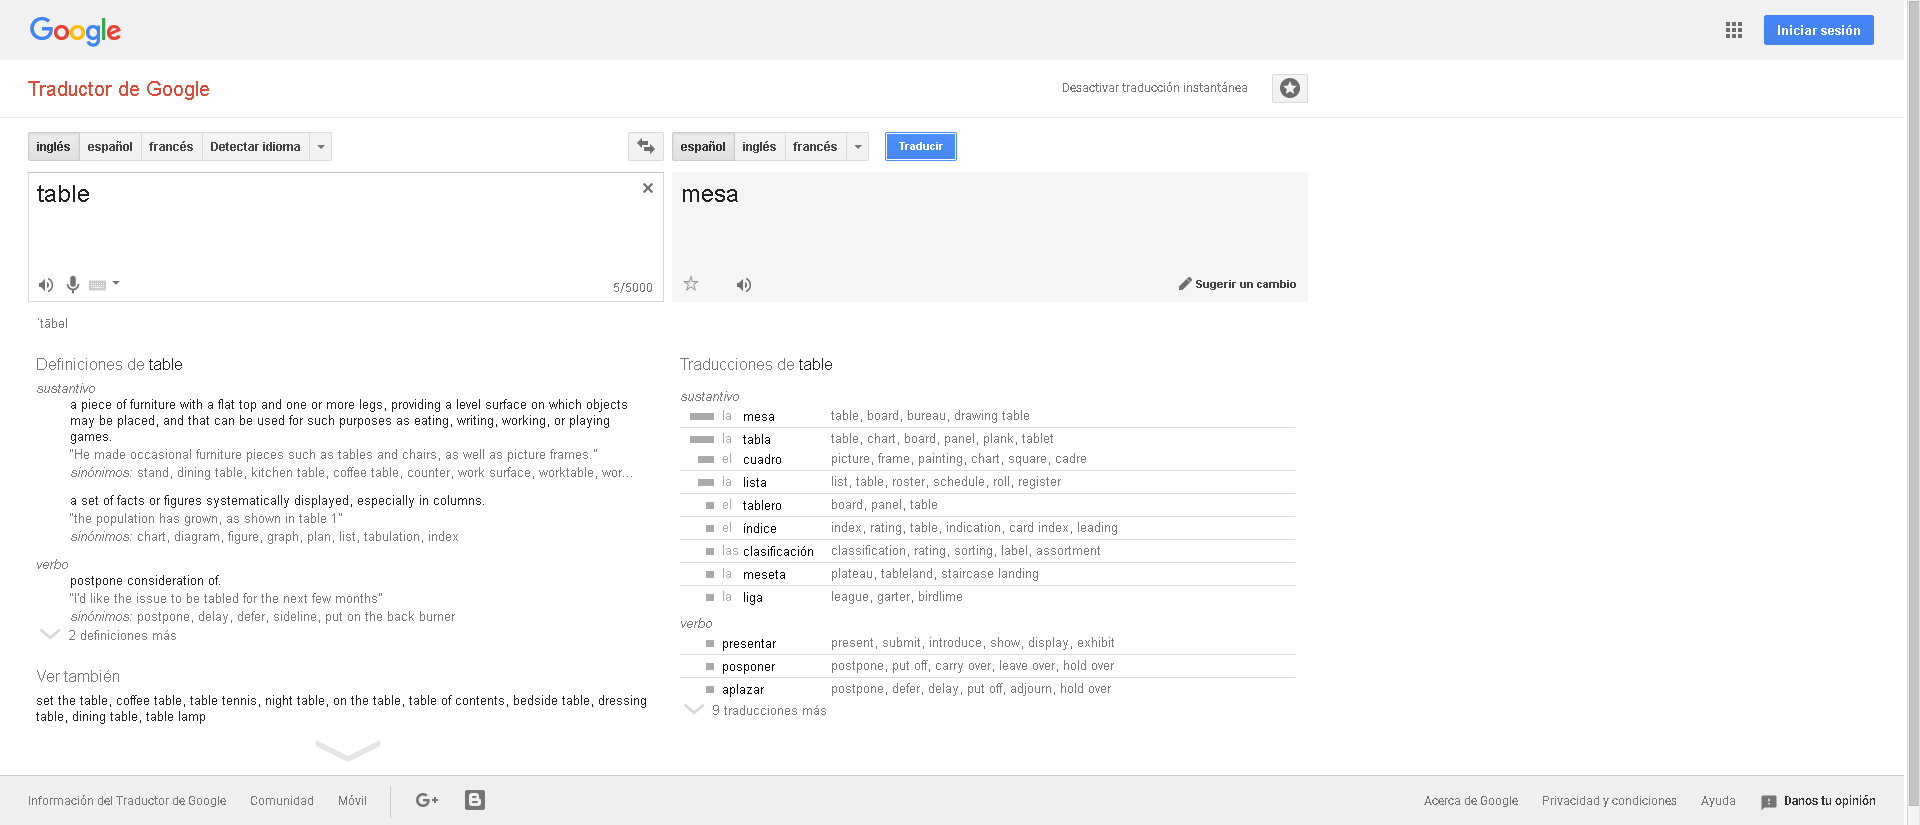 Google
Iniciar sesión
Traductor de Google
Desactivar traducción instantánea
inglés español francés Detectar idioma
español inglés francés Traducir
table
mesa
5/5000
Sugerir un cambio
ˈtābəl
Definiciones de table
sustantivo
a piece of furniture with a flat top and one or more legs, providing a level surface on which objects
may be placed, and that can be used for such purposes as eating, writing, working, or playing
games.
"He made occasional furniture pieces such as tables and chairs, as well as picture frames."
sinónimos: stand, dining table, kitchen table, coffee table, counter, work surface, worktable, wor...
a set of facts or figures systematically displayed, especially in columns.
"the population has grown, as shown in table 1"
sinónimos: chart, diagram, figure, graph, plan, list, tabulation, index
verbo
postpone consideration of.
"I'd like the issue to be tabled for the next few months"
sinónimos: postpone, delay, defer, sideline, put on the back burner
2 definiciones más
Ver también
set the table, coffee table, table tennis, night table, on the table, table of contents, bedside table, dressing
table, dining table, table lamp
Traducciones de table
sustantivo
la mesa table, board, bureau, drawing table
la tabla table, chart, board, panel, plank, tablet
el cuadro picture, frame, painting, chart, square, cadre
la lista list, table, roster, schedule, roll, register
el tablero board, panel, table
el índice index, rating, table, indication, card index, leading
las clasificación classification, rating, sorting, label, assortment
la meseta plateau, tableland, staircase landing
la liga league, garter, birdlime
verbo
presentar present, submit, introduce, show, display, exhibit
posponer postpone, put off, carry over, leave over, hold over
aplazar postpone, defer, delay, put off, adjourn, hold over
9 traducciones más
Información del Traductor de Google Comunidad Móvil G+ B
Acerca de Google Privacidad y condiciones Ayuda Danos tu opinión